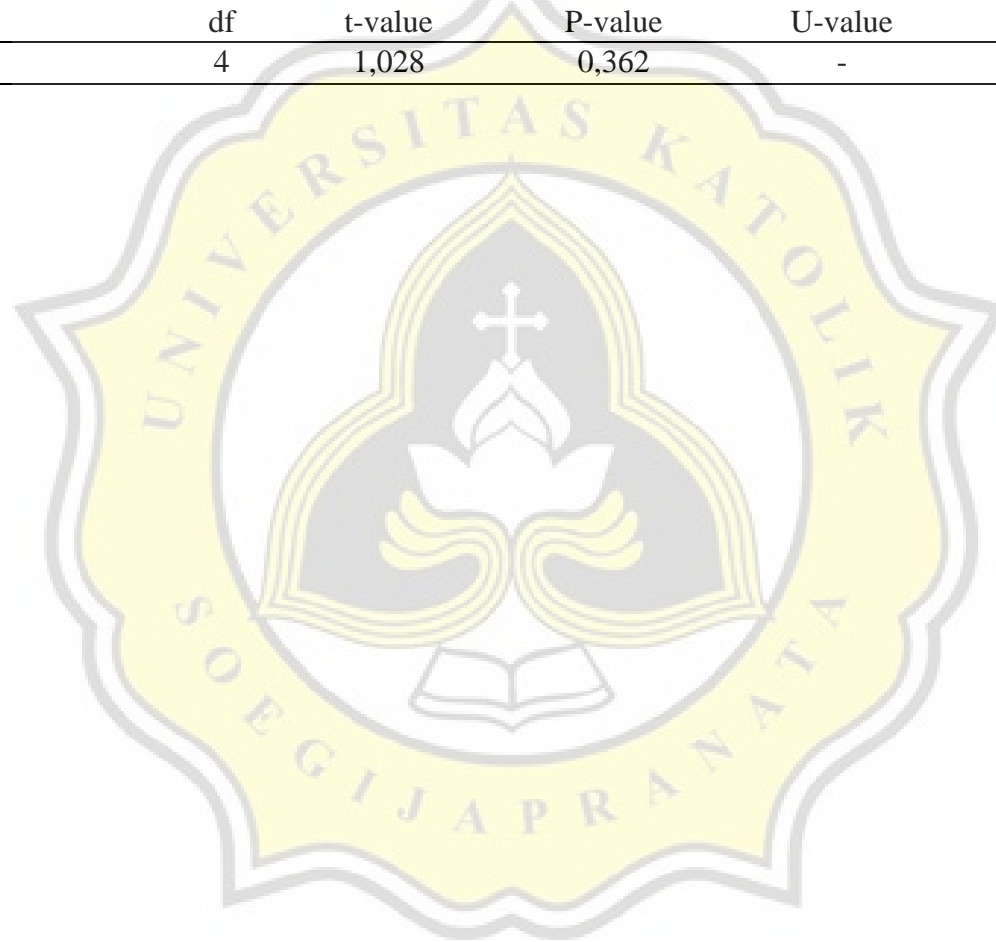 df t-value P-value U-value
4 1,028 0,362 -
UNIVERSITAS KATOLIK
SOEGIJAPRANATA